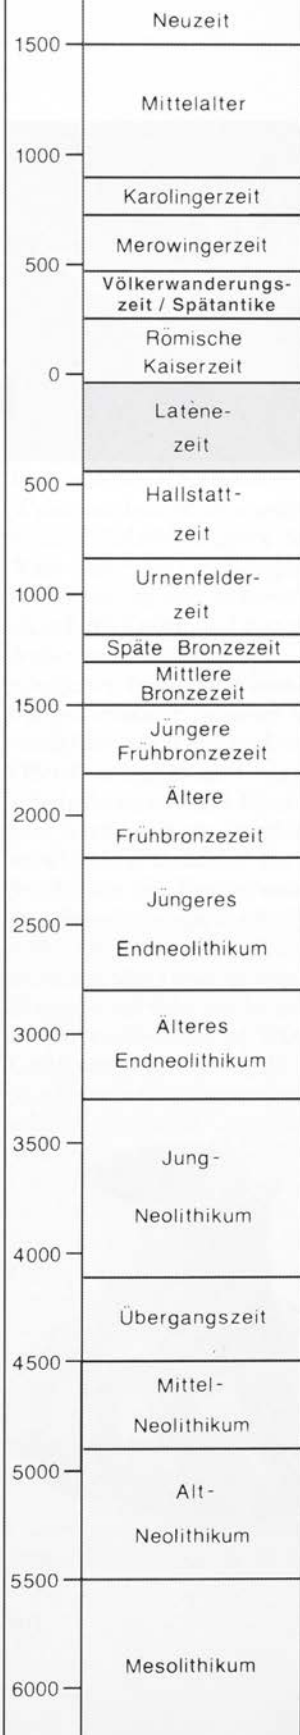 Neuzeit
1500
Mittelalter
1000
Karolingerzeit
Merowingerzeit
500
Völkerwanderungs-
zeit / Spätantike
Römische
Kaiserzeit
0
Latène-
zeit
500
Hallstatt-
zeit
Urnenfelder-
1000
zeit
Späte Bronzezeit
Mittlere
Bronzezeit
1500
Jüngere
Frühbronzezeit
Ältere
2000
Frühbronzezeit
Jüngeres
2500
Endneolithikum
Älteres
3000
Endneolithikum
3500
Jung-
Neolithikum
4000
Übergangszeit
4500
Mittel-
Neolithikum
5000
Alt-
Neolithikum
5500
Mesolithikum
6000